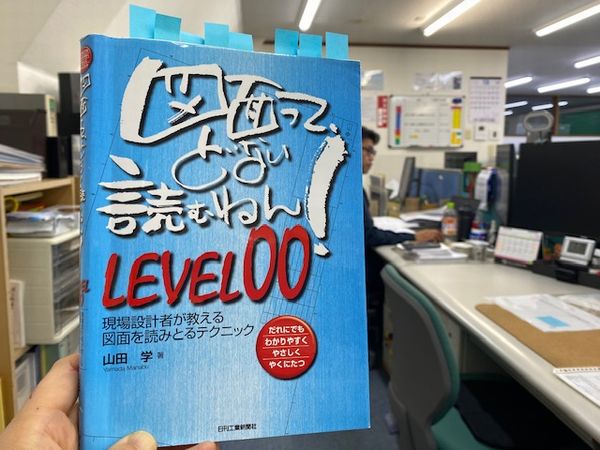 図面って、
どない
読むねん!
LEVEL00
現場設計者が教える
図面を読みとるテクニック
山田 学 著
Yamada Manabu
だれにでも
わかりやすく
やさしく
やくにたつ
日刊工業新聞社